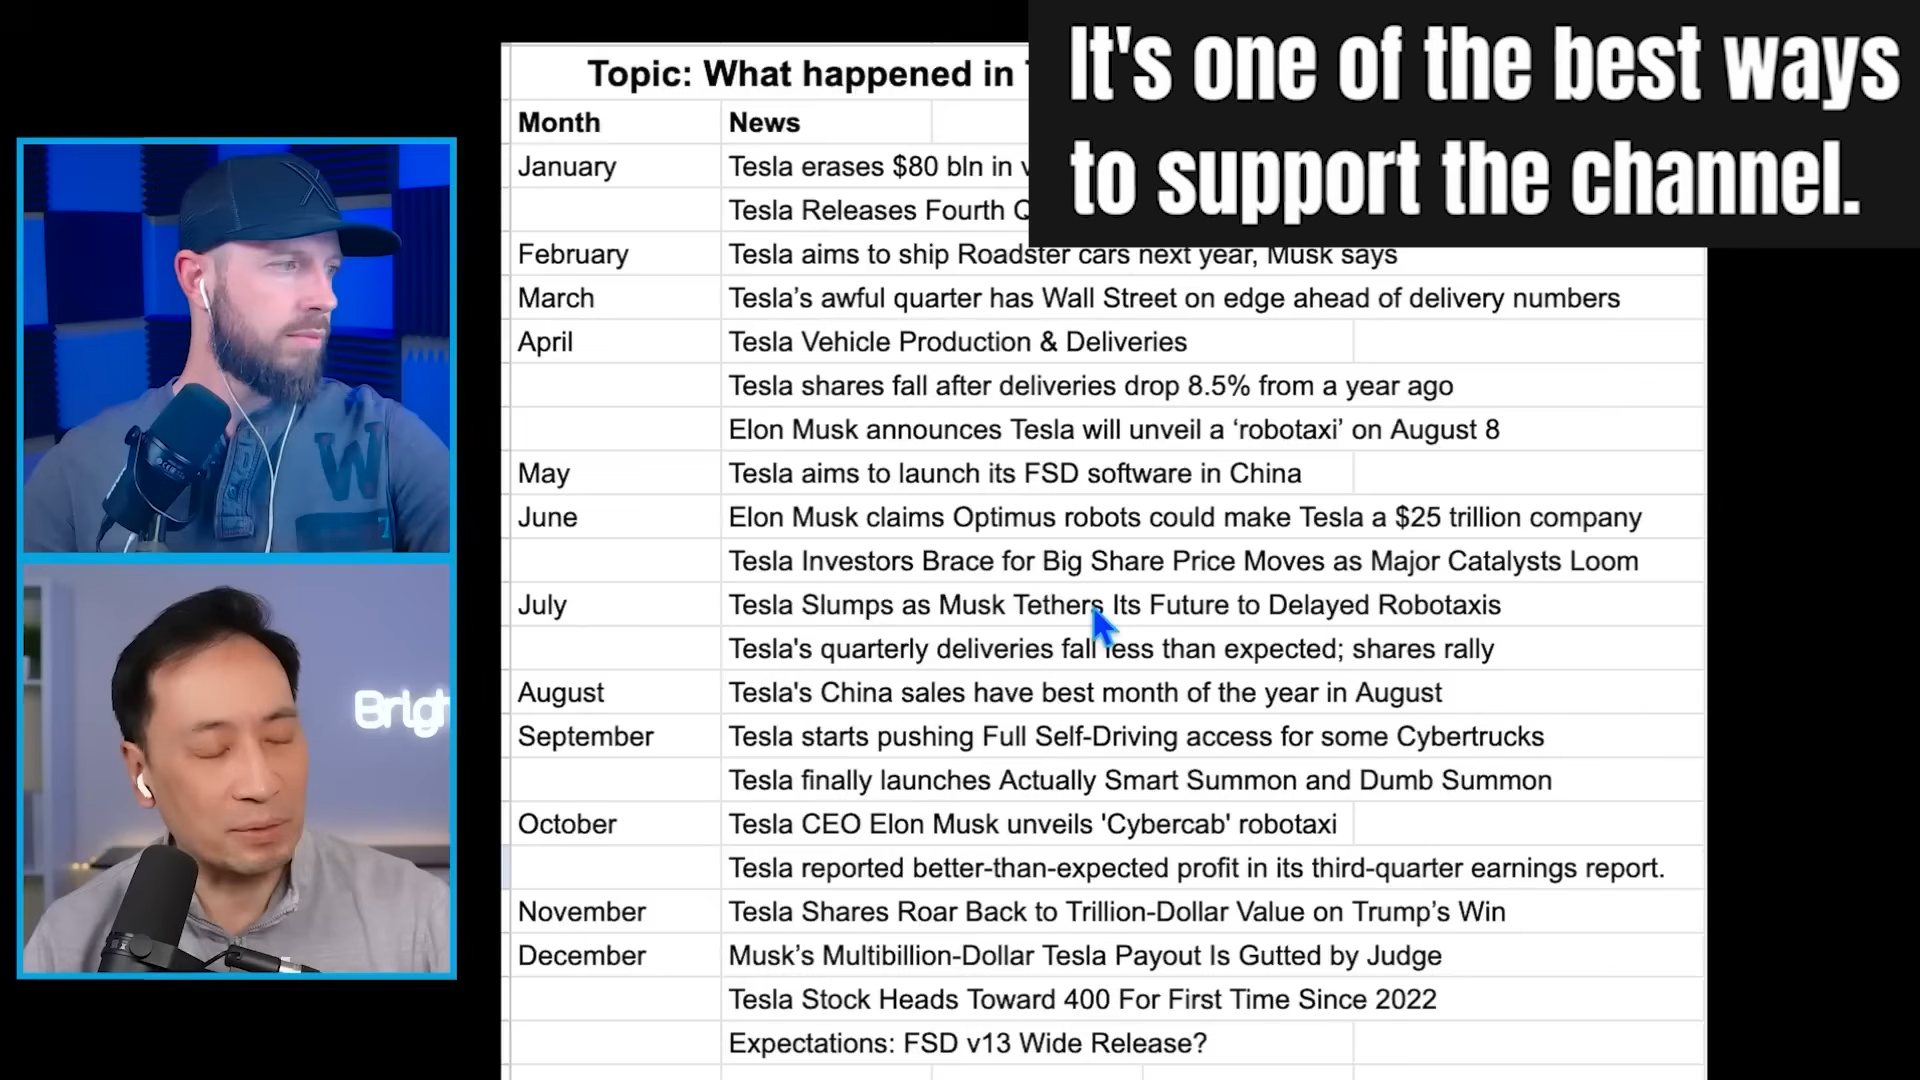 It's one of the best ways
to support the channel.
Topic: What happened in
Month News
January Tesla erases $80 bln in
Tesla Releases Fourth
February Tesla aims to ship Roadster cars next year, Musk says
March Tesla’s awful quarter has Wall Street on edge ahead of delivery numbers
April Tesla Vehicle Production & Deliveries
Tesla shares fall after deliveries drop 8.5% from a year ago
Elon Musk announces Tesla will unveil a ‘robotaxi’ on August 8
May Tesla aims to launch its FSD software in China
June Elon Musk claims Optimus robots could make Tesla a $25 trillion company
Tesla Investors Brace for Big Share Price Moves as Major Catalysts Loom
July Tesla Slumps as Musk Tethers Its Future to Delayed Robotaxis
Tesla's quarterly deliveries fall less than expected; shares rally
August Tesla's China sales have best month of the year in August
September Tesla starts pushing Full Self-Driving access for some Cybertrucks
Tesla finally launches Actually Smart Summon and Dumb Summon
October Tesla CEO Elon Musk unveils 'Cybercab' robotaxi
Tesla reported better-than-expected profit in its third-quarter earnings report.
November Tesla Shares Roar Back to Trillion-Dollar Value on Trump’s Win
December Musk’s Multibillion-Dollar Tesla Payout Is Gutted by Judge
Tesla Stock Heads Toward 400 For First Time Since 2022
Expectations: FSD v13 Wide Release?
W
Brigh